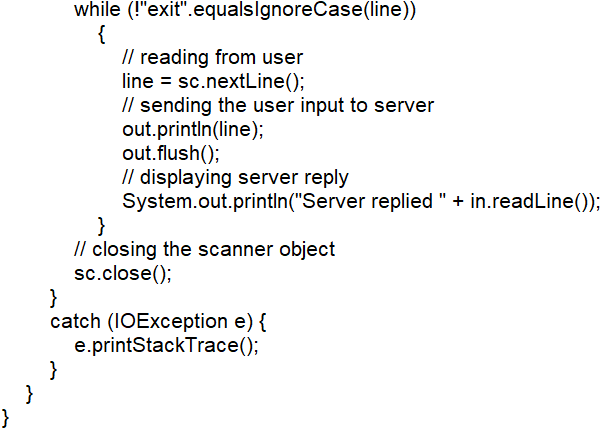 while (!"exit".equalsIgnoreCase(line))
{
// reading from user
line = sc.nextLine();
// sending the user input to server
out.println(line);
out.flush();
// displaying server reply
System.out.println("Server replied " + in.readLine());
}
// closing the scanner object
sc.close();
}
catch (IOException e) {
e.printStackTrace();
}
}
}